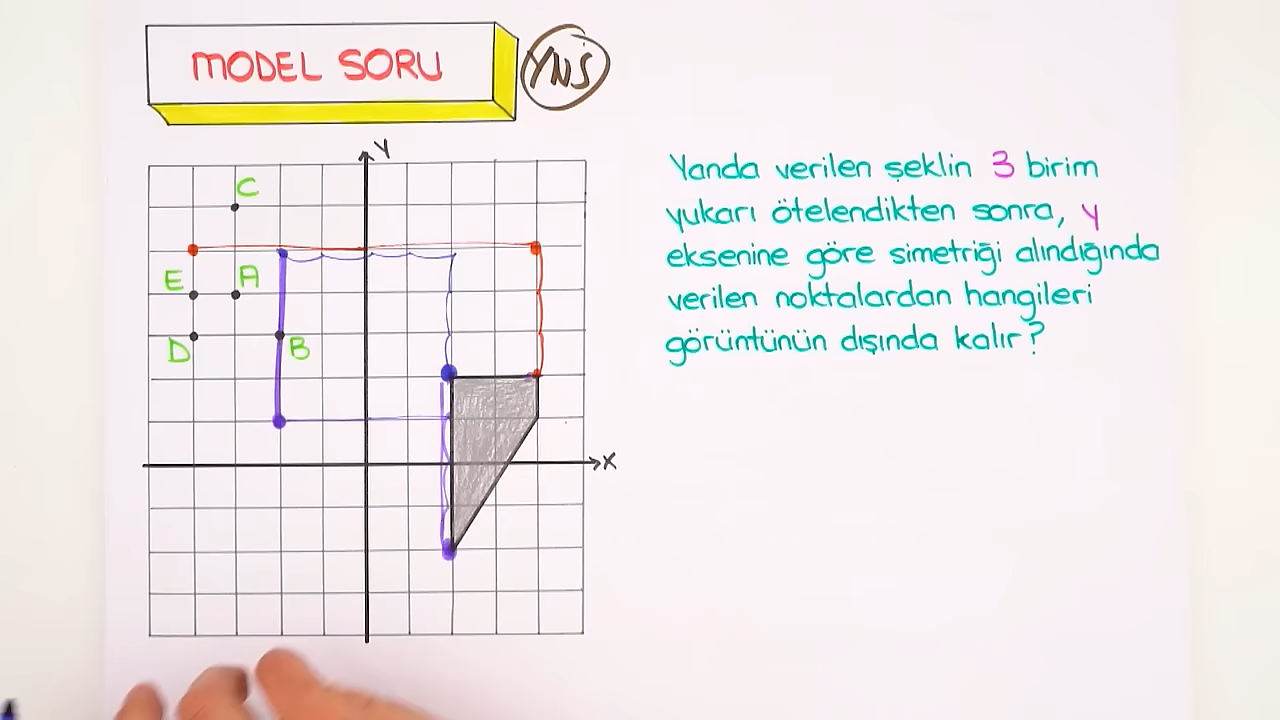 MODEL SORU
YNS
Y
C
E
A
D
B
X
Yanda verilen şeklin 3 birim
yukarı ötelendikten sonra, y
eksenine göre simetriği alındığında
verilen noktalardan hangileri
görüntünün dışında kalır?